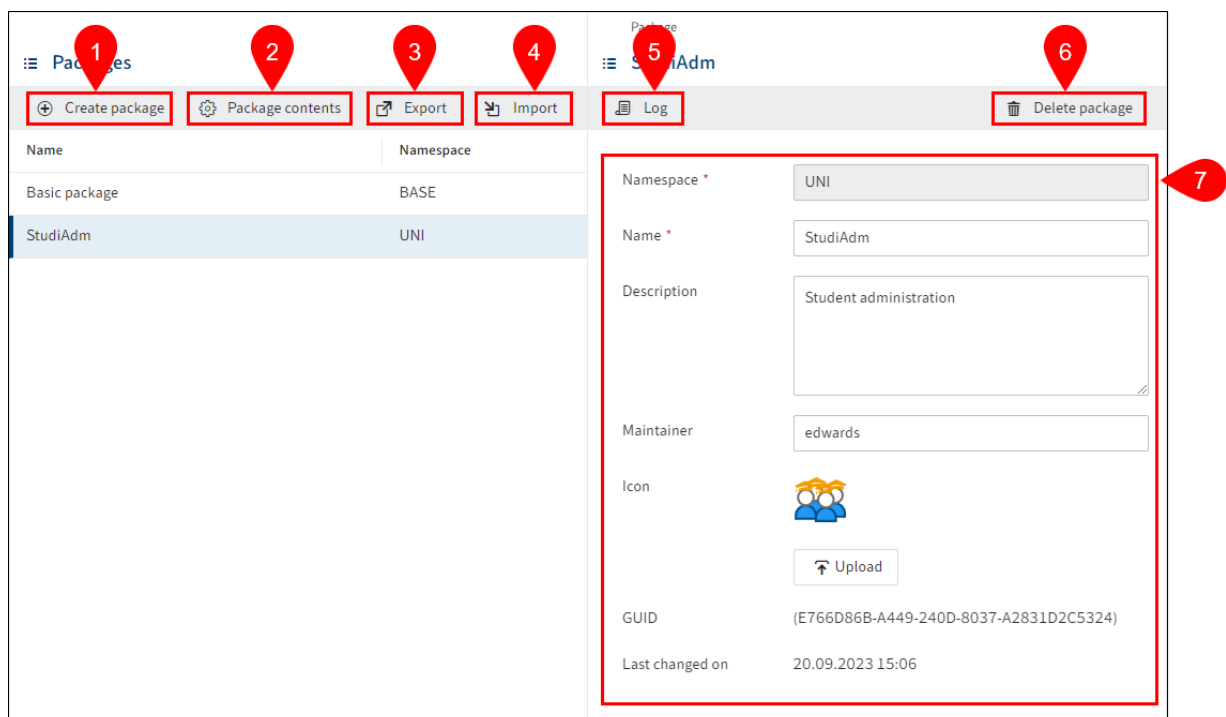 Package
1 2 3 4 5 6
Packages
StudiAdm
Create package Package contents Export Import
Log Delete package
Name Namespace
Basic package BASE
StudiAdm UNI
Namespace * UNI
7
Name * StudiAdm
Description Student administration
Maintainer edwards
Icon
Upload
GUID (E766D86B-A449-240D-8037-A2831D2C5324)
Last changed on 20.09.2023 15:06